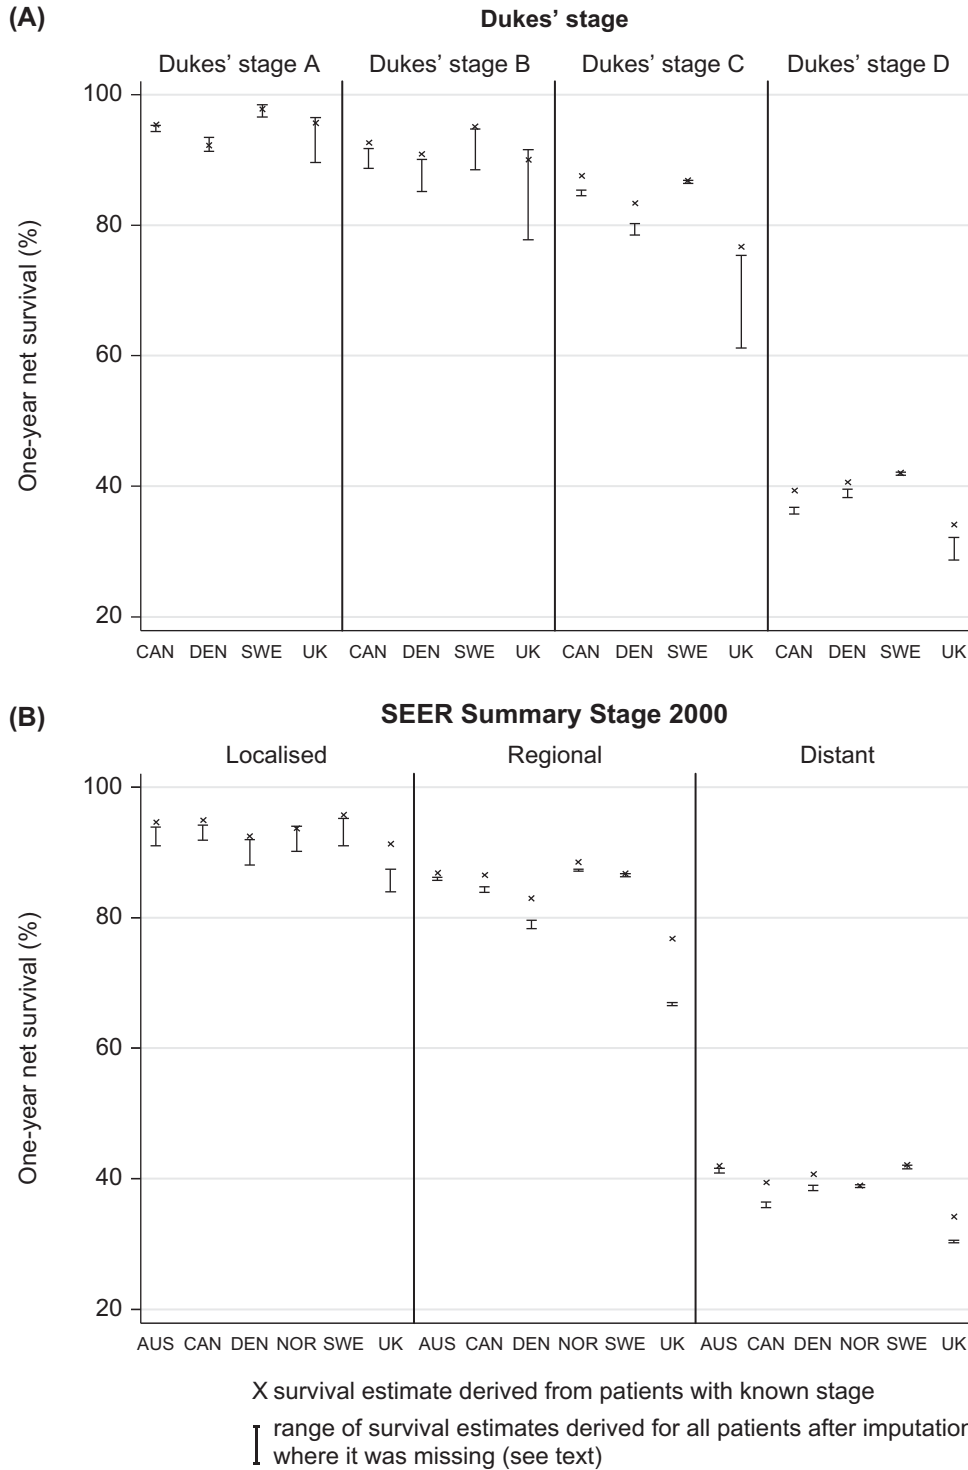 (A)
Dukes’ stage
Dukes’ stage A Dukes’ stage B Dukes’ stage C Dukes’ stage D
100
80
60
40
20
One-year net survival (%)
CAN DEN SWE UK CAN DEN SWE UK CAN DEN SWE UK CAN DEN SWE UK
(B)
SEER Summary Stage 2000
Localised Regional Distant
100
80
60
40
20
One-year net survival (%)
AUS CAN DEN NOR SWE UK AUS CAN DEN NOR SWE UK AUS CAN DEN NOR SWE UK
X survival estimate derived from patients with known stage
range of survival estimates derived for all patients after imputation
where it was missing (see text)